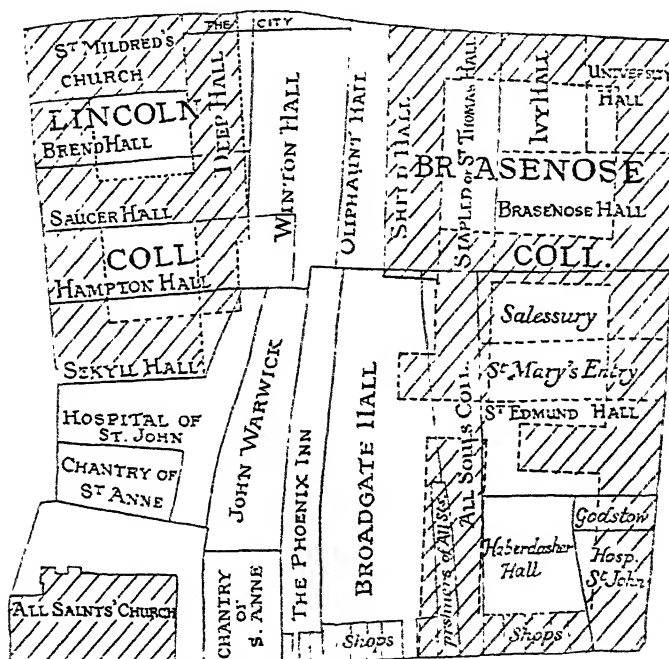 THE CITY
ST MILDRED'S
CHURCH
LINCOLN
BREND HALL
DEEP HALL
SAUCER HALL
COLL
HAMPTON HALL
SEKYLL HALL
WINTON HALL
OLIPHAUNT HALL
SHIELD HALL
STAPLED OR ST THOMAS HALL
IVY HALL
UNIVERSITY
HALL
BRASENOSE
BRASENOSE HALL
COLL.
Salessury
St Mary's Entry
ST EDMUND HALL
HOSPITAL OF
ST. JOHN
CHANTRY OF
ST ANNE
JOHN WARWICK
THE PHOENIX INN
BROADGATE HALL
ALL SOULS COLL.
Godstow
Haberdasher
Hall
Hosp.
St John
ALL SAINTS' CHURCH
CHANTRY
OF
S. ANNE
Shops
Shops